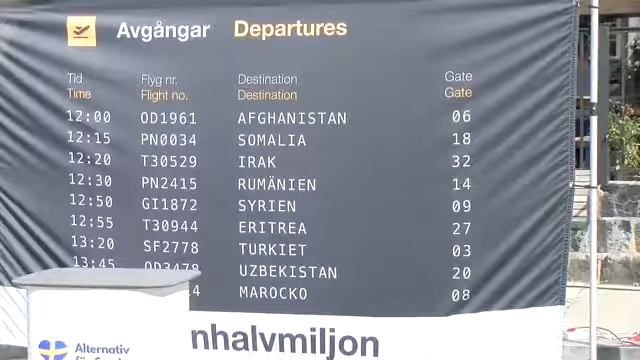 Avgångar Departures
Tid Flyg nr. Destination Gate
Time Flight no. Destination Gate
12:00 OD1961 AFGHANISTAN 06
12:15 PN0034 SOMALIA 18
12:20 T30529 IRAK 32
12:30 PN2415 RUMÄNIEN 14
12:50 GI1872 SYRIEN 09
12:55 T30944 ERITREA 27
13:20 SF2778 TURKIET 03
13:45 OD3478 UZBEKISTAN 20
4 MAROCKO 08
nhalvmiljon
Alternativ